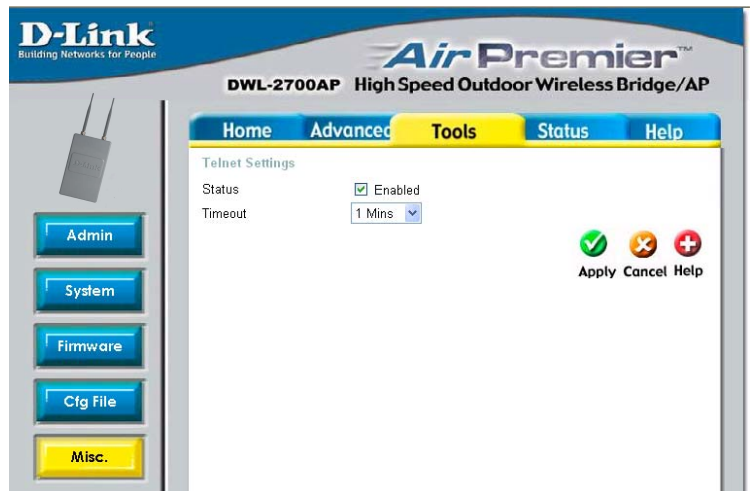 D-Link
Building Networks for People
Air Premier™
DWL-2700AP High Speed Outdoor Wireless Bridge/AP
Home Advanced Tools Status Help
Telnet Settings
Status Enabled
Timeout 1 Mins
Apply Cancel Help
Admin
System
Firmware
Cfg File
Misc.